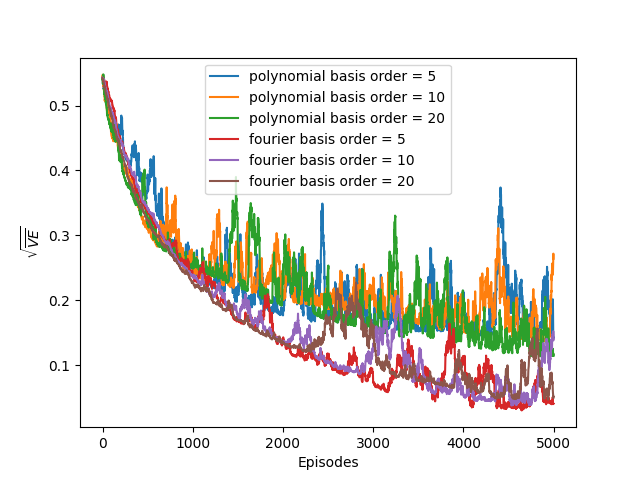 polynomial basis order = 5
polynomial basis order = 10
polynomial basis order = 20
fourier basis order = 5
fourier basis order = 10
fourier basis order = 20
0.5
0.4
0.3
0.2
0.1
√VE
0 1000 2000 3000 4000 5000
Episodes